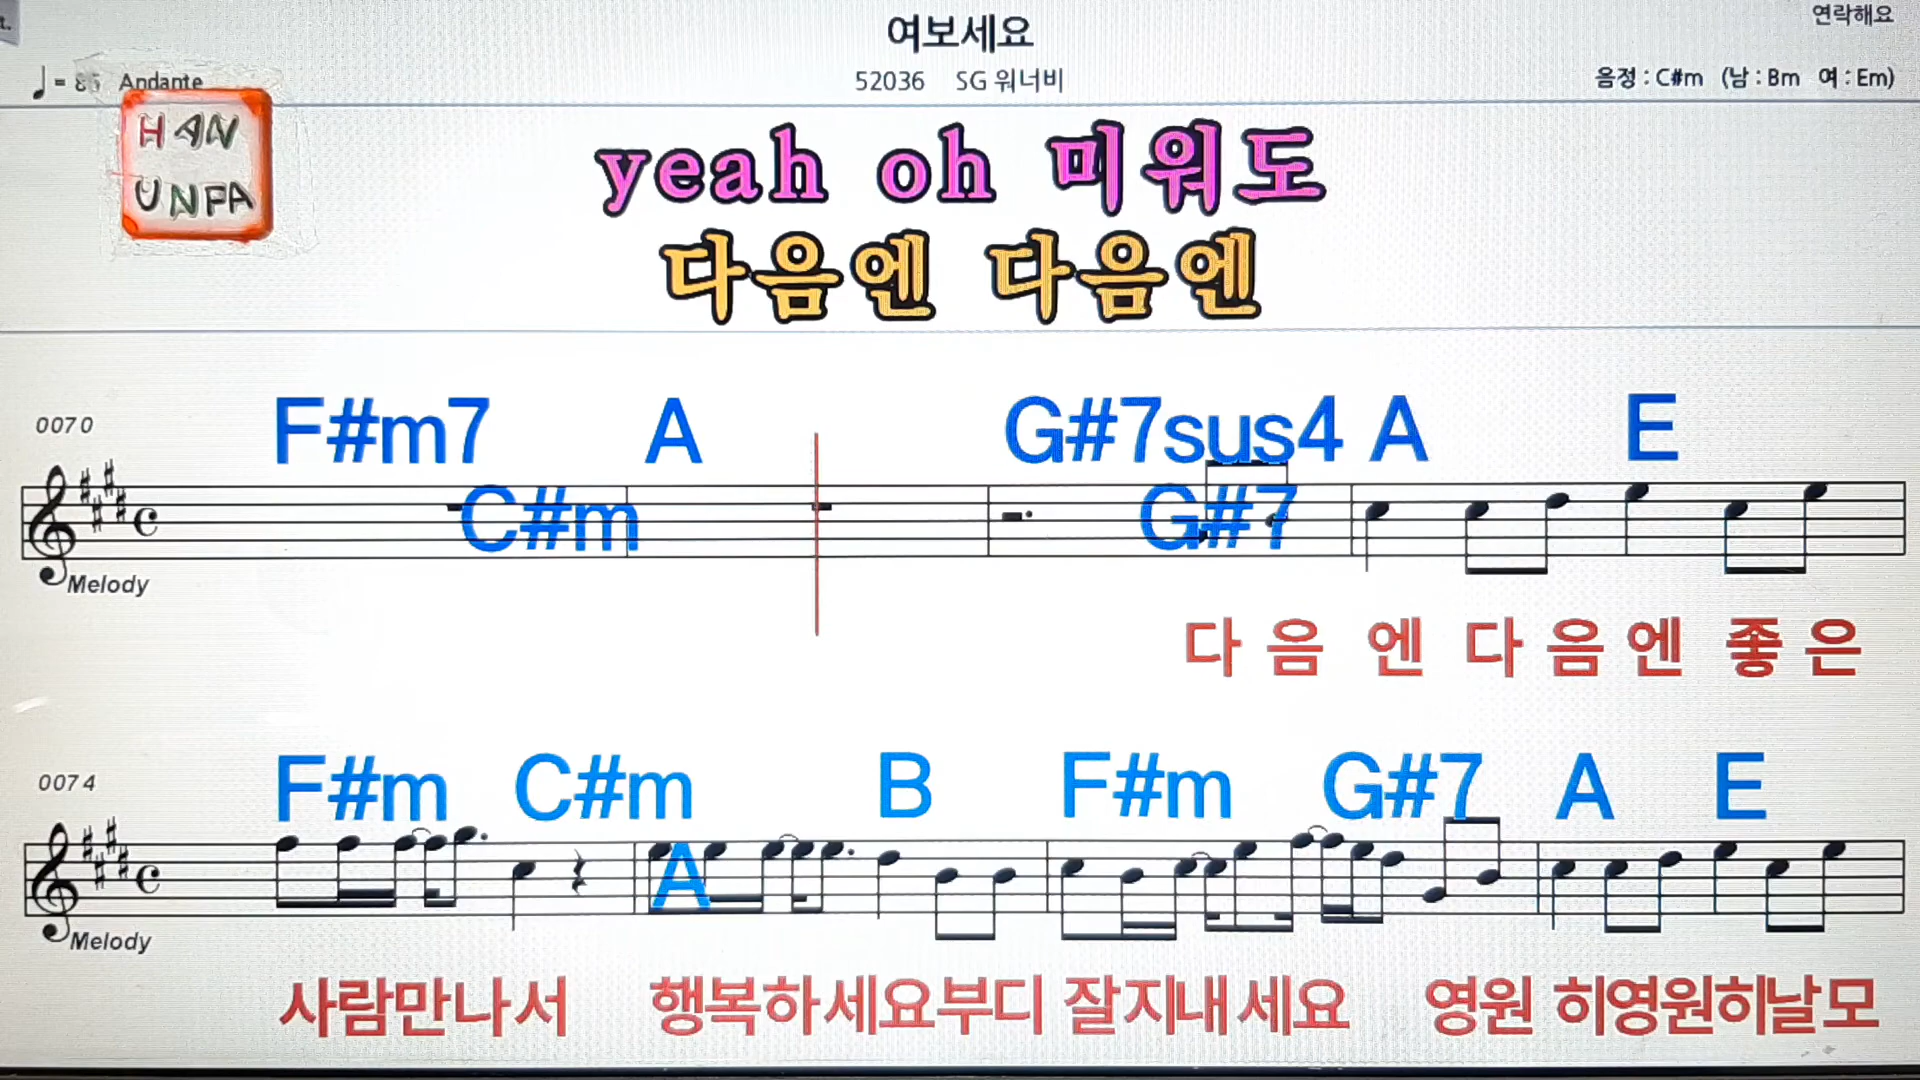 t.
여보세요
연락해요
♩ = 85 Andante
52036 SG 워너비
음정 : C#m (남 : Bm 여 : Em)
HAN
UNPA
yeah oh 미워도
다음엔 다음엔
0070
F#m7 A G#7sus4 A E
C#m G#7
Melody
다 음 엔 다 음 엔 좋 은
0074
F#m C#m B F#m G#7 A E
A
Melody
사람만나서 행복하세요부디 잘지내세요 영원 히영원히날모